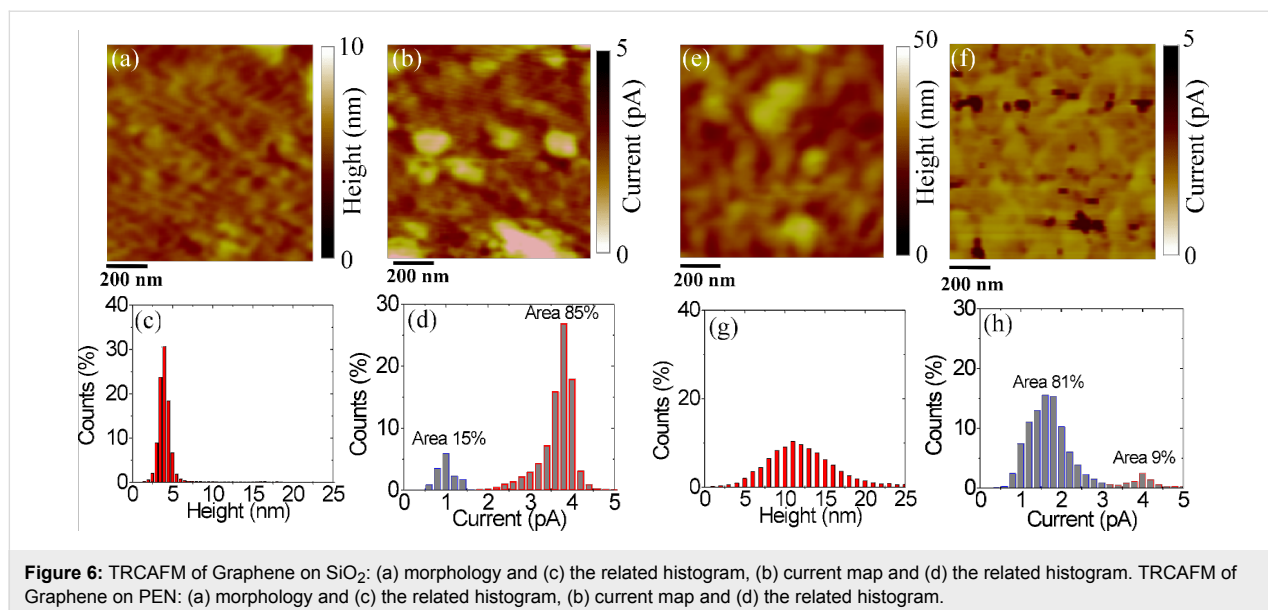 (a)
10
Height (nm)
0
200 nm
(b)
5
Current (pA)
0
200 nm
(e)
50
Height (nm)
0
200 nm
(f)
5
Current (pA)
0
200 nm
(c)
40
30
20
10
0
Counts (%)
0 5 10 15 20 25
Height (nm)
(d)
30
20
10
0
Counts (%)
Area 15%
Area 85%
0 1 2 3 4 5
Current (pA)
(g)
40
20
0
Counts (%)
0 5 10 15 20 25
Height (nm)
(h)
30
20
10
0
Counts (%)
Area 81%
Area 9%
0 1 2 3 4 5
Current (pA)
Figure 6: TRCAFM of Graphene on SiO₂: (a) morphology and (c) the related histogram, (b) current map and (d) the related histogram. TRCAFM of
Graphene on PEN: (a) morphology and (c) the related histogram, (b) current map and (d) the related histogram.